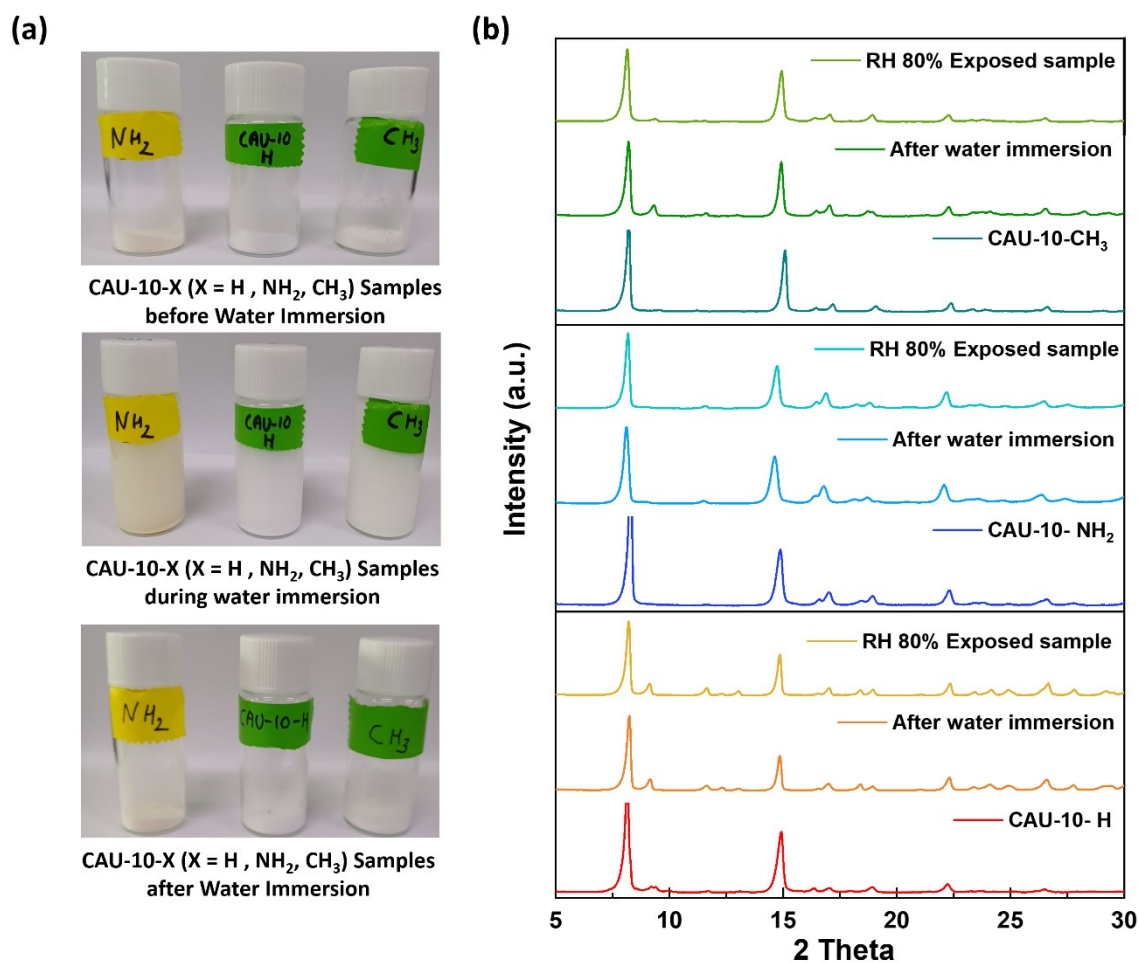 (a)
NH₂
CAU-10
H
CH₃
CAU-10-X (X = H , NH₂, CH₃) Samples
before Water Immersion
NH₂
CAU-10
H
CH₃
CAU-10-X (X = H , NH₂, CH₃) Samples
during water immersion
NH₂
CAU-10-H
CH₃
CAU-10-X (X = H , NH₂, CH₃) Samples
after Water Immersion
(b)
RH 80% Exposed sample
After water immersion
CAU-10-CH₃
RH 80% Exposed sample
After water immersion
CAU-10- NH₂
RH 80% Exposed sample
After water immersion
CAU-10- H
Intensity (a.u.)
5 10 15 20 25 30
2 Theta